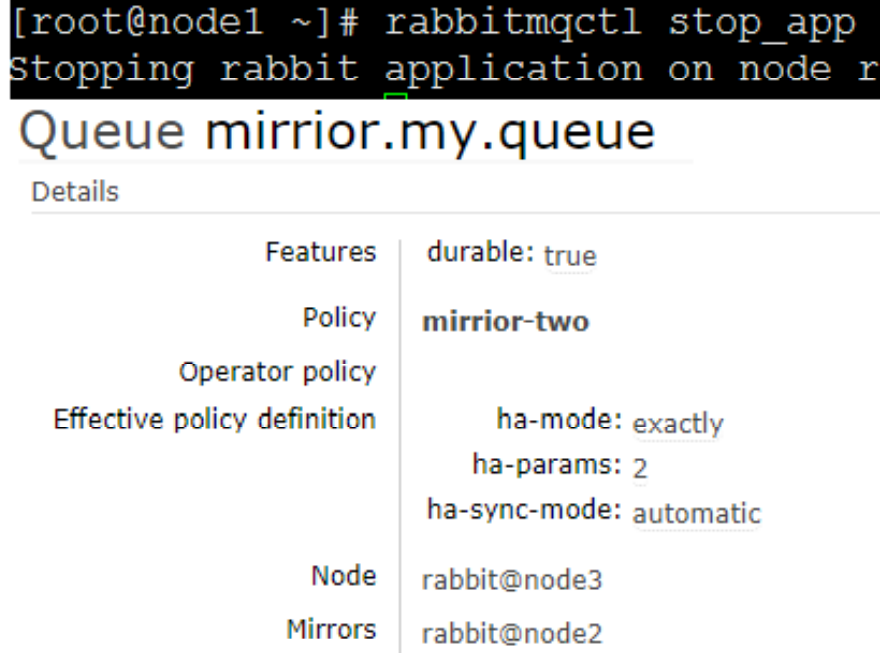 [root@node1 ~]# rabbitmqctl stop_app
Stopping rabbit application on node r
Queue mirrior.my.queue
Details
Features durable: true
Policy mirrior-two
Operator policy
Effective policy definition ha-mode: exactly
ha-params: 2
ha-sync-mode: automatic
Node rabbit@node3
Mirrors rabbit@node2